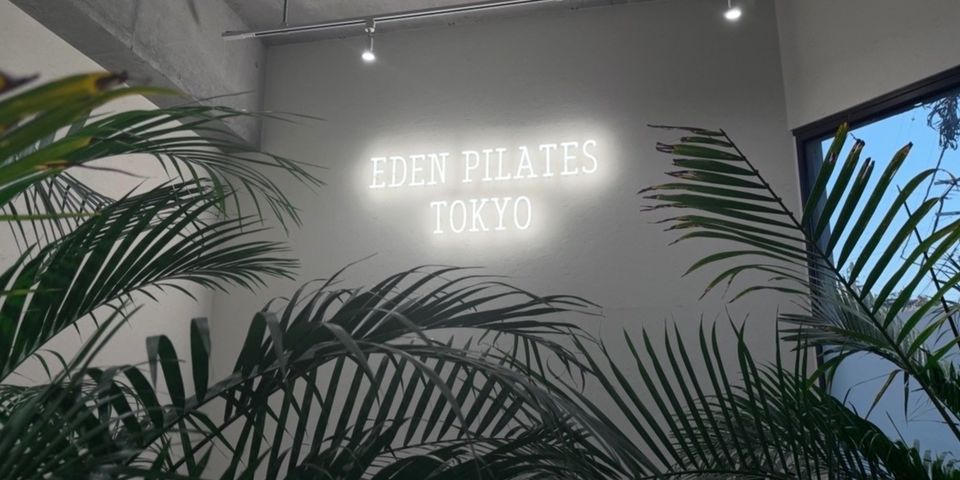 EDEN PILATES
TOKYO